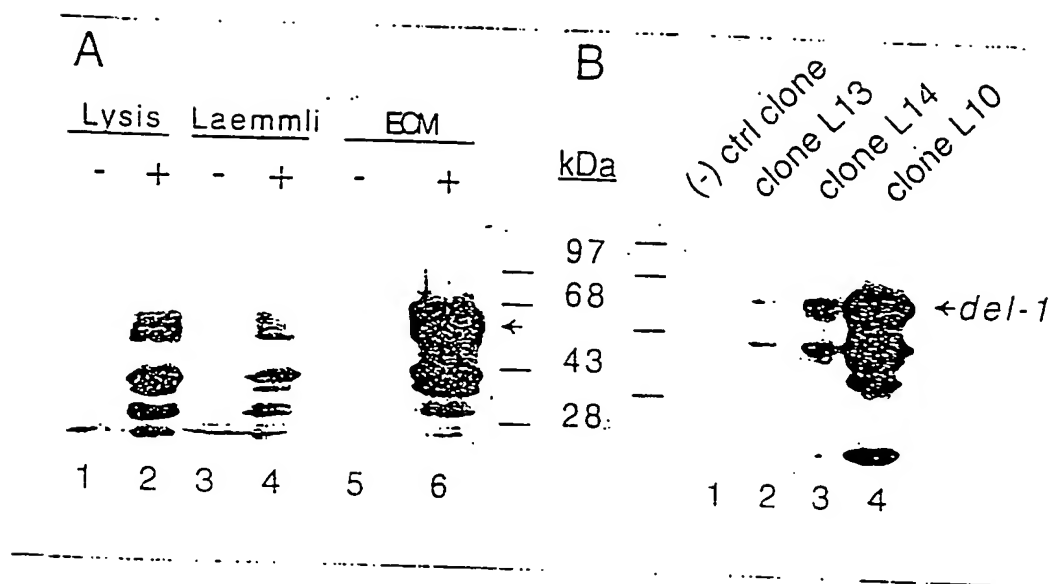 A
Lysis Laemmli ECM
- + - + - +
1 2 3 4 5 6
B
kDa
97
68
43
28
(-) ctrl clone
clone L13
clone L14
clone L10
←del-1
1 2 3 4